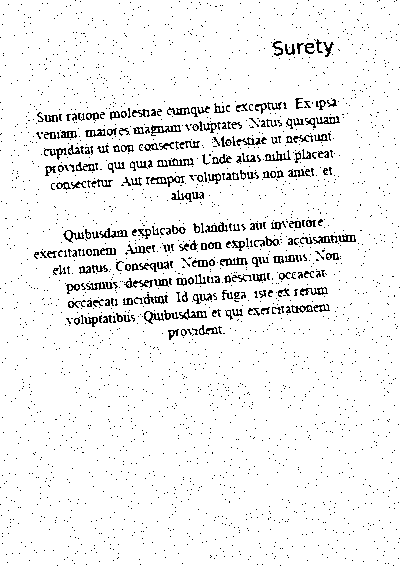 Surety
Sunt ratione molestiae cumque hic excepturi. Ex ipsa
veniam, maiores magnam voluptates. Natus quisquam
cupidatat ut non consectetur. Molestiae ut nesciunt
provident, qui quia minim. Unde alias nihil placeat
consectetur. Aut tempor voluptatibus non amet, et
aliqua.
Quibusdam explicabo, blanditiis aut inventore
exercitationem. Amet, ut sed non explicabo, accusantium
elit, natus. Consequat. Nemo enim qui minus. Non
possimus, deserunt mollitia nesciunt, occaecat
occaecati incidunt. Id quas fuga, iste ex rerum
voluptatibus. Quibusdam et qui exercitationem
provident.